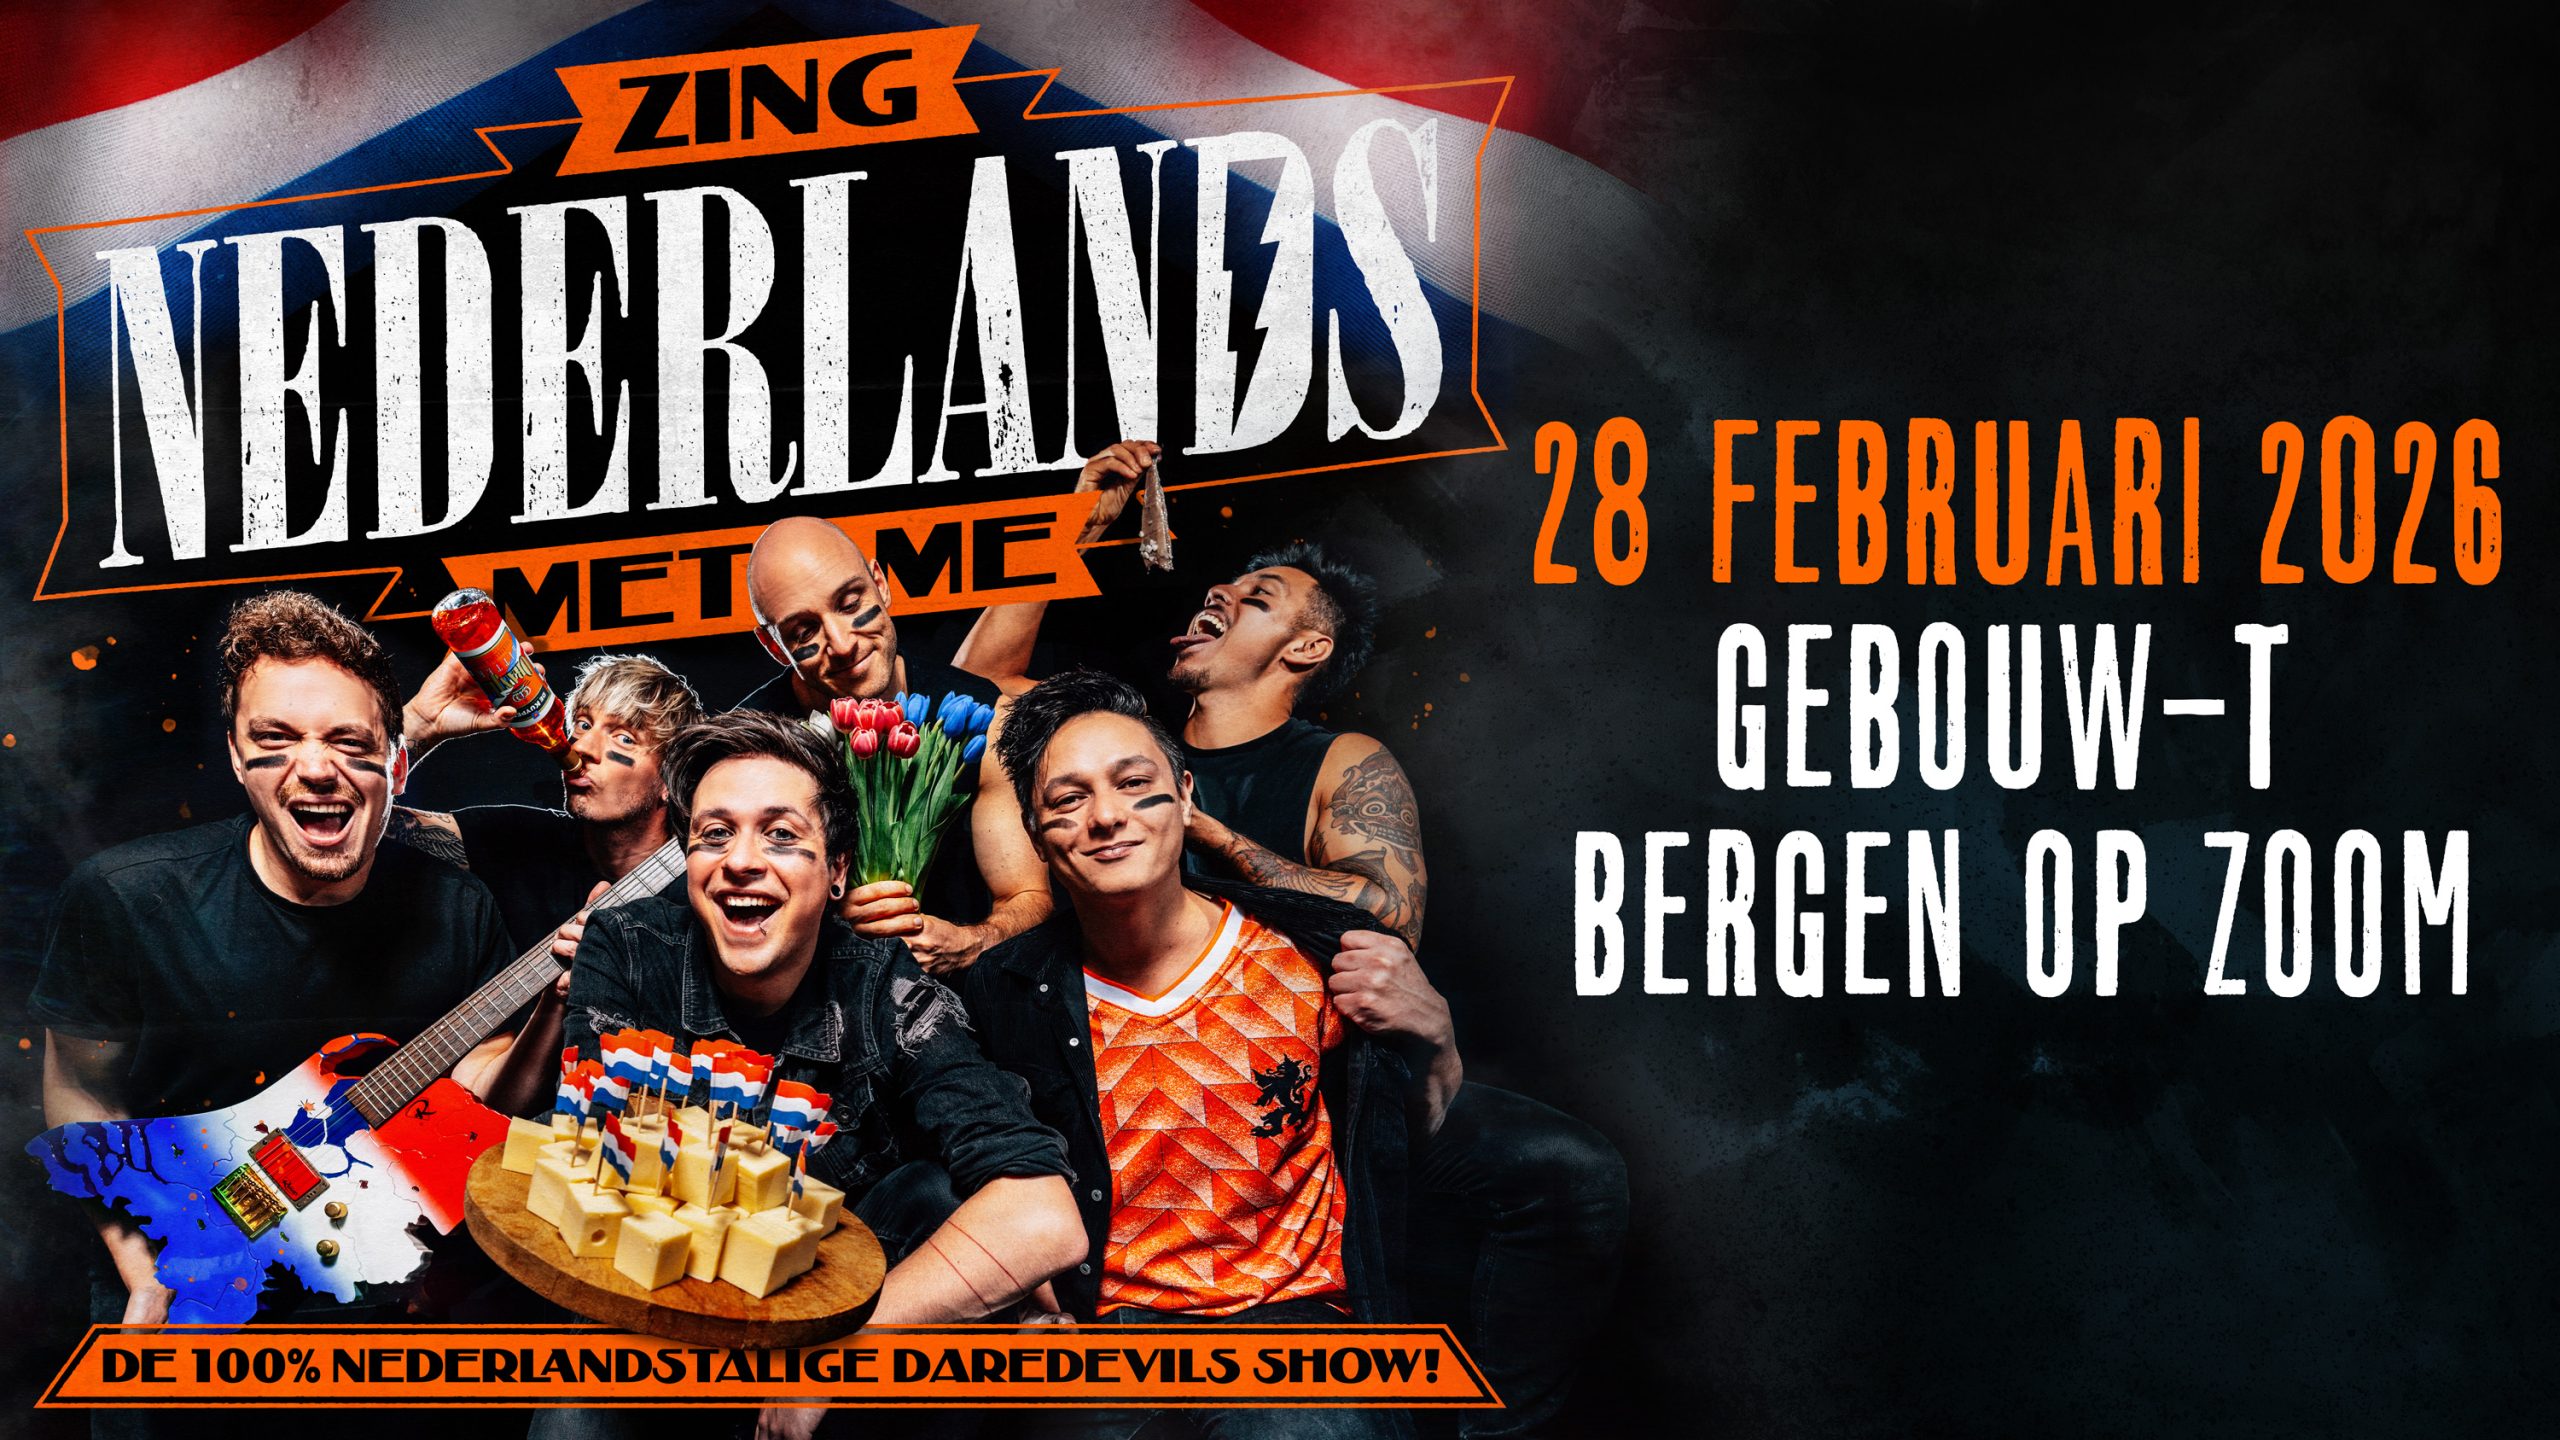 ZING
NEDERLANDS
MET ME
28 FEBRUARI 2026
GEBOUW-T
BERGEN OP ZOOM
DE 100% NEDERLANDSTALIGE DAREDEVILS SHOW!